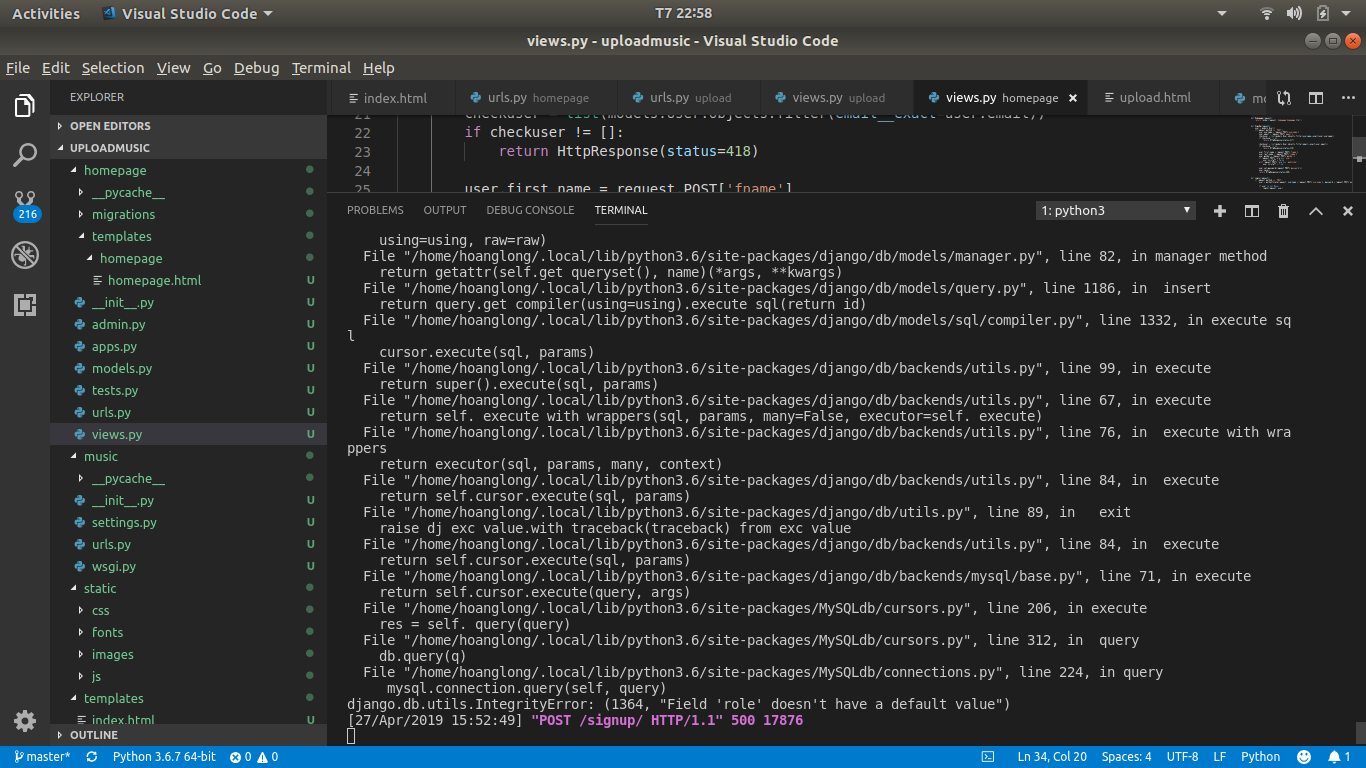 Activities
Visual Studio Code
T7 22:58
views.py - uploadmusic - Visual Studio Code
File Edit Selection View Go Debug Terminal Help
EXPLORER
OPEN EDITORS
UPLOADMUSIC
homepage
__pycache__
migrations
templates
homepage
homepage.html U
__init__.py U
admin.py U
apps.py U
models.py U
tests.py U
urls.py U
views.py U
music
__pycache__
__init__.py U
settings.py U
urls.py U
wsgi.py U
static
css
fonts
images
js
templates
index.html U
OUTLINE
216
index.html
urls.py homepage
urls.py upload
views.py upload
views.py homepage
upload.html
21 checkuser = list(models.User.objects.filter(email__exact=user.email))
22 if checkuser != []:
23 return HttpResponse(status=418)
24
25 user.first_name = request.POST['fname']
PROBLEMS OUTPUT DEBUG CONSOLE TERMINAL
1: python3
using=using, raw=raw)
File "/home/hoanglong/.local/lib/python3.6/site-packages/django/db/models/manager.py", line 82, in manager method
return getattr(self.get queryset(), name)(*args, **kwargs)
File "/home/hoanglong/.local/lib/python3.6/site-packages/django/db/models/query.py", line 1186, in  insert
return query.get compiler(using=using).execute sql(return id)
File "/home/hoanglong/.local/lib/python3.6/site-packages/django/db/models/sql/compiler.py", line 1332, in execute sq
l
cursor.execute(sql, params)
File "/home/hoanglong/.local/lib/python3.6/site-packages/django/db/backends/utils.py", line 99, in execute
return super().execute(sql, params)
File "/home/hoanglong/.local/lib/python3.6/site-packages/django/db/backends/utils.py", line 67, in execute
return self. execute with wrappers(sql, params, many=False, executor=self. execute)
File "/home/hoanglong/.local/lib/python3.6/site-packages/django/db/backends/utils.py", line 76, in  execute with wra
ppers
return executor(sql, params, many, context)
File "/home/hoanglong/.local/lib/python3.6/site-packages/django/db/backends/utils.py", line 84, in  execute
return self.cursor.execute(sql, params)
File "/home/hoanglong/.local/lib/python3.6/site-packages/django/db/utils.py", line 89, in   exit
raise dj exc value.with traceback(traceback) from exc value
File "/home/hoanglong/.local/lib/python3.6/site-packages/django/db/backends/utils.py", line 84, in  execute
return self.cursor.execute(sql, params)
File "/home/hoanglong/.local/lib/python3.6/site-packages/django/db/backends/mysql/base.py", line 71, in execute
return self.cursor.execute(query, args)
File "/home/hoanglong/.local/lib/python3.6/site-packages/MySQLdb/cursors.py", line 206, in execute
res = self. query(query)
File "/home/hoanglong/.local/lib/python3.6/site-packages/MySQLdb/cursors.py", line 312, in  query
db.query(q)
File "/home/hoanglong/.local/lib/python3.6/site-packages/MySQLdb/connections.py", line 224, in query
mysql.connection.query(self, query)
django.db.utils.IntegrityError: (1364, "Field 'role' doesn't have a default value")
[27/Apr/2019 15:52:49] "POST /signup/ HTTP/1.1" 500 17876
master* Python 3.6.7 64-bit 0 0 Ln 34, Col 20 Spaces: 4 UTF-8 LF Python 1